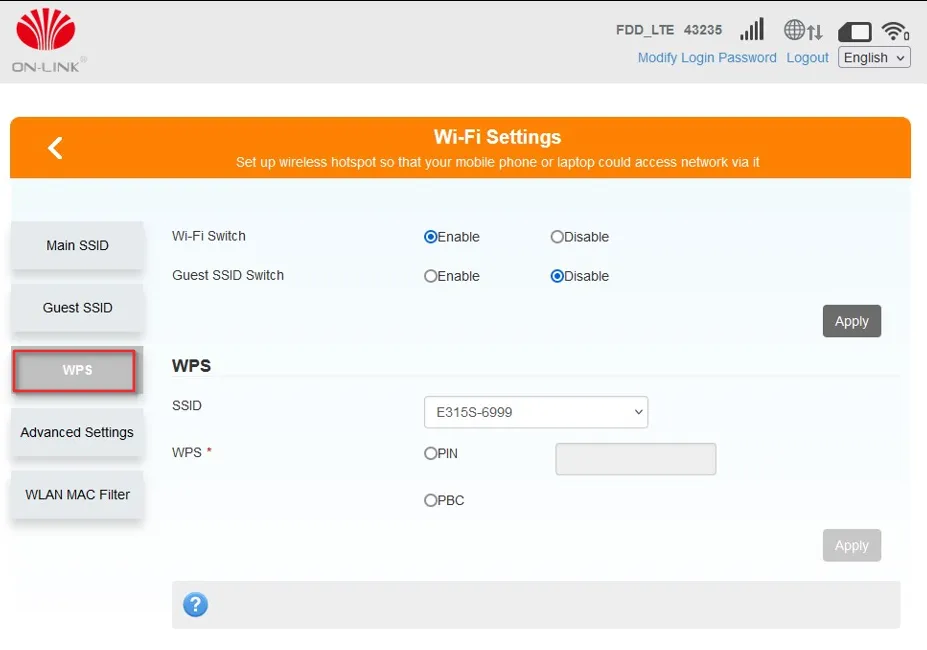 FDD_LTE 43235
0
ON-LINK®
Modify Login Password Logout English
Wi-Fi Settings
Set up wireless hotspot so that your mobile phone or laptop could access network via it
Main SSID
Wi-Fi Switch Enable Disable
Guest SSID Switch Enable Disable
Guest SSID
Apply
WPS
WPS
SSID E315S-6999
Advanced Settings
WPS * PIN
WLAN MAC Filter
PBC
Apply
?